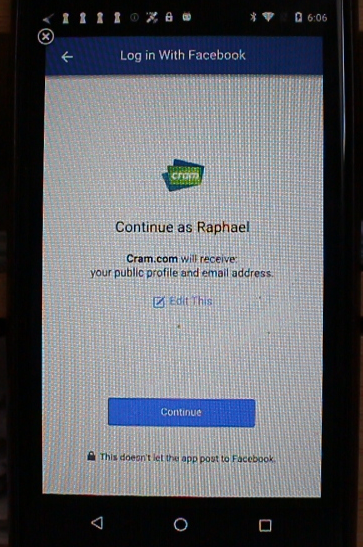 6:06
Log in With Facebook
cram
Continue as Raphael
Cram.com will receive:
your public profile and email address.
Edit This
Continue
This doesn't let the app post to Facebook.